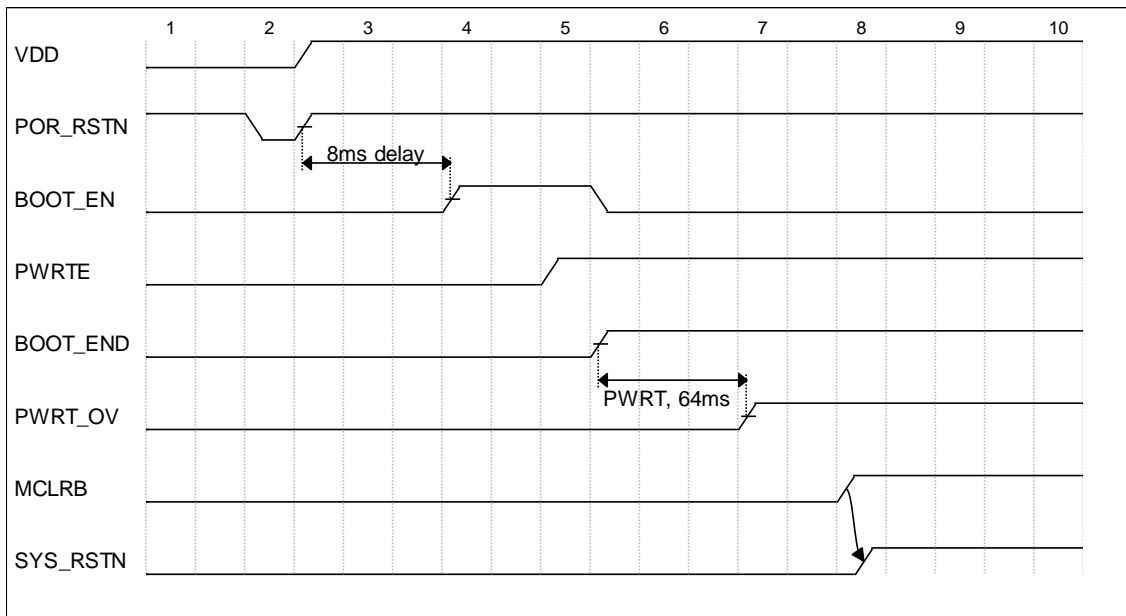 1 2 3 4 5 6 7 8 9 10
VDD
POR_RSTN
8ms delay
BOOT_EN
PWRTE
BOOT_END
PWRT, 64ms
PWRT_OV
MCLRB
SYS_RSTN